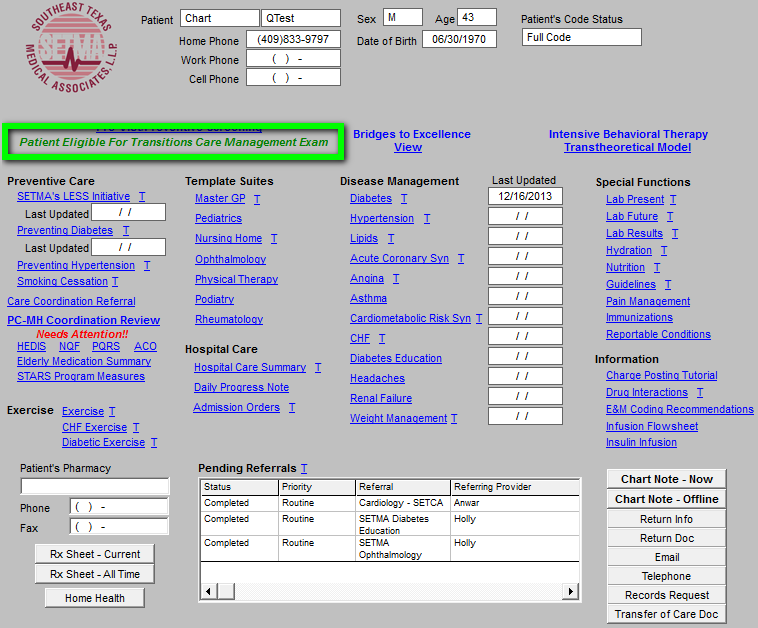 SOUTHEAST TEXAS
SETMA
MEDICAL ASSOCIATES, L.L.P.
Patient Chart QTest
Sex M Age 43
Patient's Code Status
Home Phone (409)833-9797
Date of Birth 06/30/1970
Full Code
Work Phone ( ) -
Cell Phone ( ) -
Patient Eligible For Transitions Care Management Exam
Bridges to Excellence
View
Intensive Behavioral Therapy
Transtheoretical Model
Preventive Care
SETMA's LESS Initiative T
Last Updated / /
Preventing Diabetes T
Last Updated / /
Preventing Hypertension T
Smoking Cessation T
Care Coordination Referral
PC-MH Coordination Review
Needs Attention!!
HEDIS NQF PQRS ACO
Elderly Medication Summary
STARS Program Measures
Exercise Exercise T
CHF Exercise T
Diabetic Exercise T
Template Suites
Master GP T
Pediatrics
Nursing Home T
Ophthalmology
Physical Therapy
Podiatry
Rheumatology
Hospital Care
Hospital Care Summary T
Daily Progress Note
Admission Orders T
Disease Management Last Updated
Diabetes T 12/16/2013
Hypertension T / /
Lipids T / /
Acute Coronary Syn T / /
Angina T / /
Asthma / /
Cardiometabolic Risk Syn T / /
CHF T / /
Diabetes Education / /
Headaches / /
Renal Failure / /
Weight Management T / /
Special Functions
Lab Present T
Lab Future T
Lab Results T
Hydration T
Nutrition T
Guidelines T
Pain Management
Immunizations
Reportable Conditions
Information
Charge Posting Tutorial
Drug Interactions T
E&M Coding Recommendations
Infusion Flowsheet
Insulin Infusion
Patient's Pharmacy
Phone ( ) -
Fax ( ) -
Rx Sheet - Current
Rx Sheet - All Time
Home Health
Pending Referrals T
Status Priority Referral Referring Provider
Completed Routine Cardiology - SETCA Anwar
Completed Routine SETMA Diabetes Holly
Education
Completed Routine SETMA Holly
Ophthalmology
Chart Note - Now
Chart Note - Offline
Return Info
Return Doc
Email
Telephone
Records Request
Transfer of Care Doc